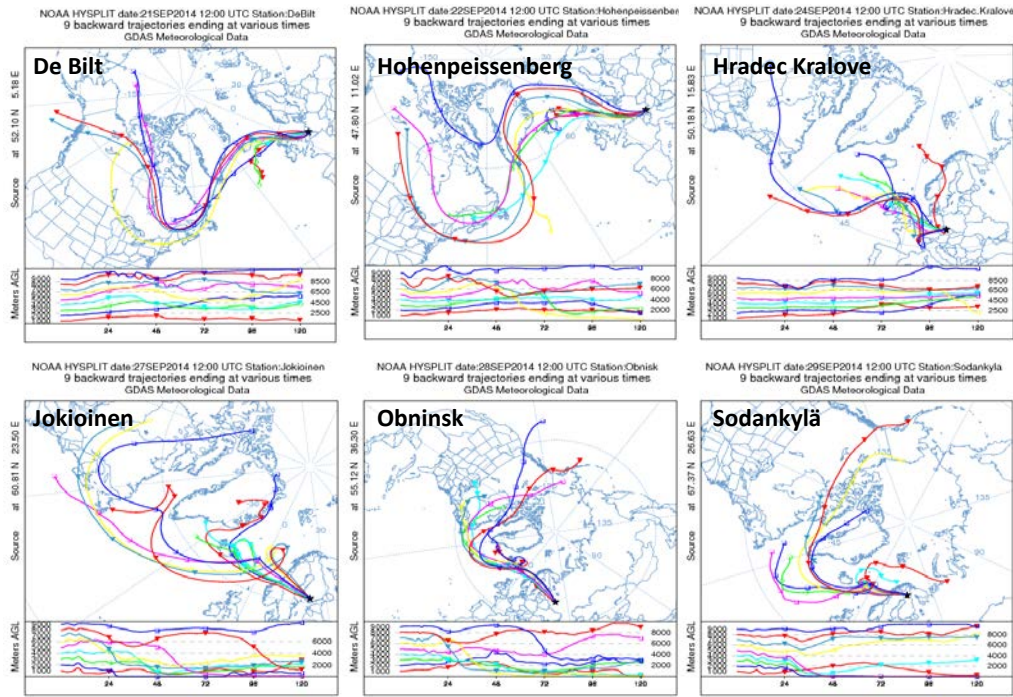 NOAA HYSPLIT date:21SEP2014 12:00 UTC Station:DeBilt
9 backward trajectories ending at various times
GDAS Meteorological Data
De Bilt
Source at 52.10 N 5.18 E
Meters AGL
8500
6500
4500
2500
24 48 72 96 120
NOAA HYSPLIT date:22SEP2014 12:00 UTC Station:Hohenpeissenber
9 backward trajectories ending at various times
GDAS Meteorological Data
Hohenpeissenberg
Source at 47.80 N 11.02 E
Meters AGL
8000
6000
4000
2000
24 48 72 96 120
NOAA HYSPLIT date:24SEP2014 12:00 UTC Station:Hradec.Kralove
9 backward trajectories ending at various times
GDAS Meteorological Data
Hradec Kralove
Source at 50.18 N 15.83 E
Meters AGL
8500
6500
4500
2500
24 48 72 96 120
NOAA HYSPLIT date:27SEP2014 12:00 UTC Station:Jokioinen
9 backward trajectories ending at various times
GDAS Meteorological Data
Jokioinen
Source at 60.81 N 23.50 E
Meters AGL
6000
4000
2000
24 48 72 96 120
NOAA HYSPLIT date:28SEP2014 12:00 UTC Station:Obnisk
9 backward trajectories ending at various times
GDAS Meteorological Data
Obninsk
Source at 55.12 N 36.30 E
Meters AGL
8000
6000
4000
2000
24 48 72 96 120
NOAA HYSPLIT date:29SEP2014 12:00 UTC Station:Sodankyla
9 backward trajectories ending at various times
GDAS Meteorological Data
Sodankylä
Source at 67.37 N 26.63 E
Meters AGL
8000
6000
4000
2000
24 48 72 96 120